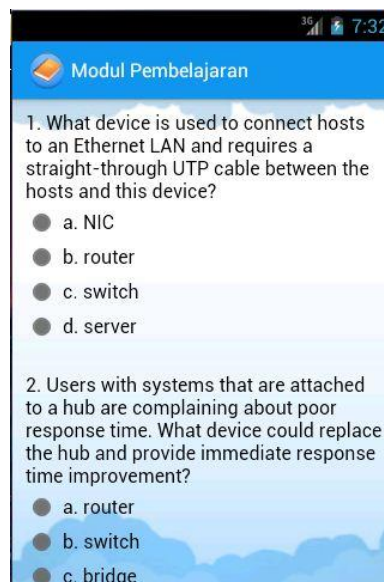 3G 7:32
Modul Pembelajaran
1. What device is used to connect hosts
to an Ethernet LAN and requires a
straight-through UTP cable between the
hosts and this device?
a. NIC
b. router
c. switch
d. server
2. Users with systems that are attached
to a hub are complaining about poor
response time. What device could replace
the hub and provide immediate response
time improvement?
a. router
b. switch
c. bridge